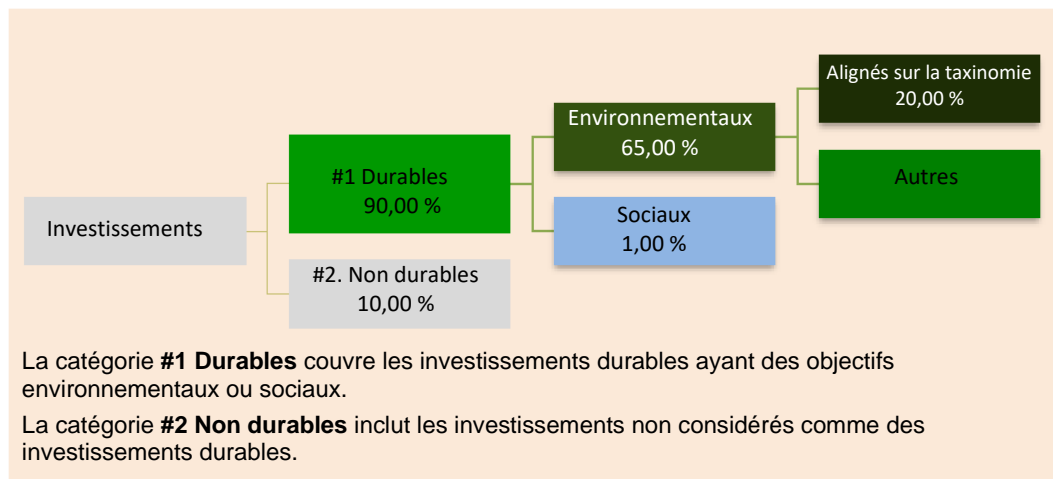 Investissements
#1 Durables
90,00 %
#2. Non durables
10,00 %
Environnementaux
65,00 %
Sociaux
1,00 %
Alignés sur la taxinomie
20,00 %
Autres
La catégorie #1 Durables couvre les investissements durables ayant des objectifs
environnementaux ou sociaux.
La catégorie #2 Non durables inclut les investissements non considérés comme des
investissements durables.